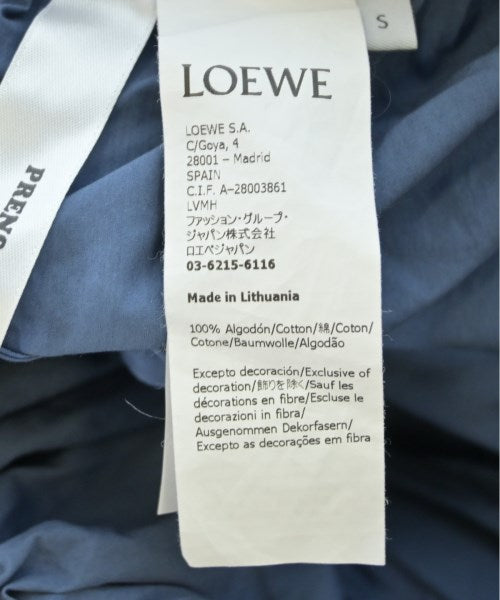 S
LOEWE
LOEWE S.A.
C/Goya, 4
28001 – Madrid
SPAIN
C.I.F. A-28003861
LVMH
ファッション・グループ・
ジャパン株式会社
ロエベジャパン
03-6215-6116
Made in Lithuania
100% Algodón/Cotton/綿/Coton/
Cotone/Baumwolle/Algodão
Excepto decoración/Exclusive of
decoration/飾りを除く/Sauf les
décorations en fibre/Escluse le
decorazioni in fibra/
Ausgenommen Dekorfasern/
Excepto as decorações em fibra